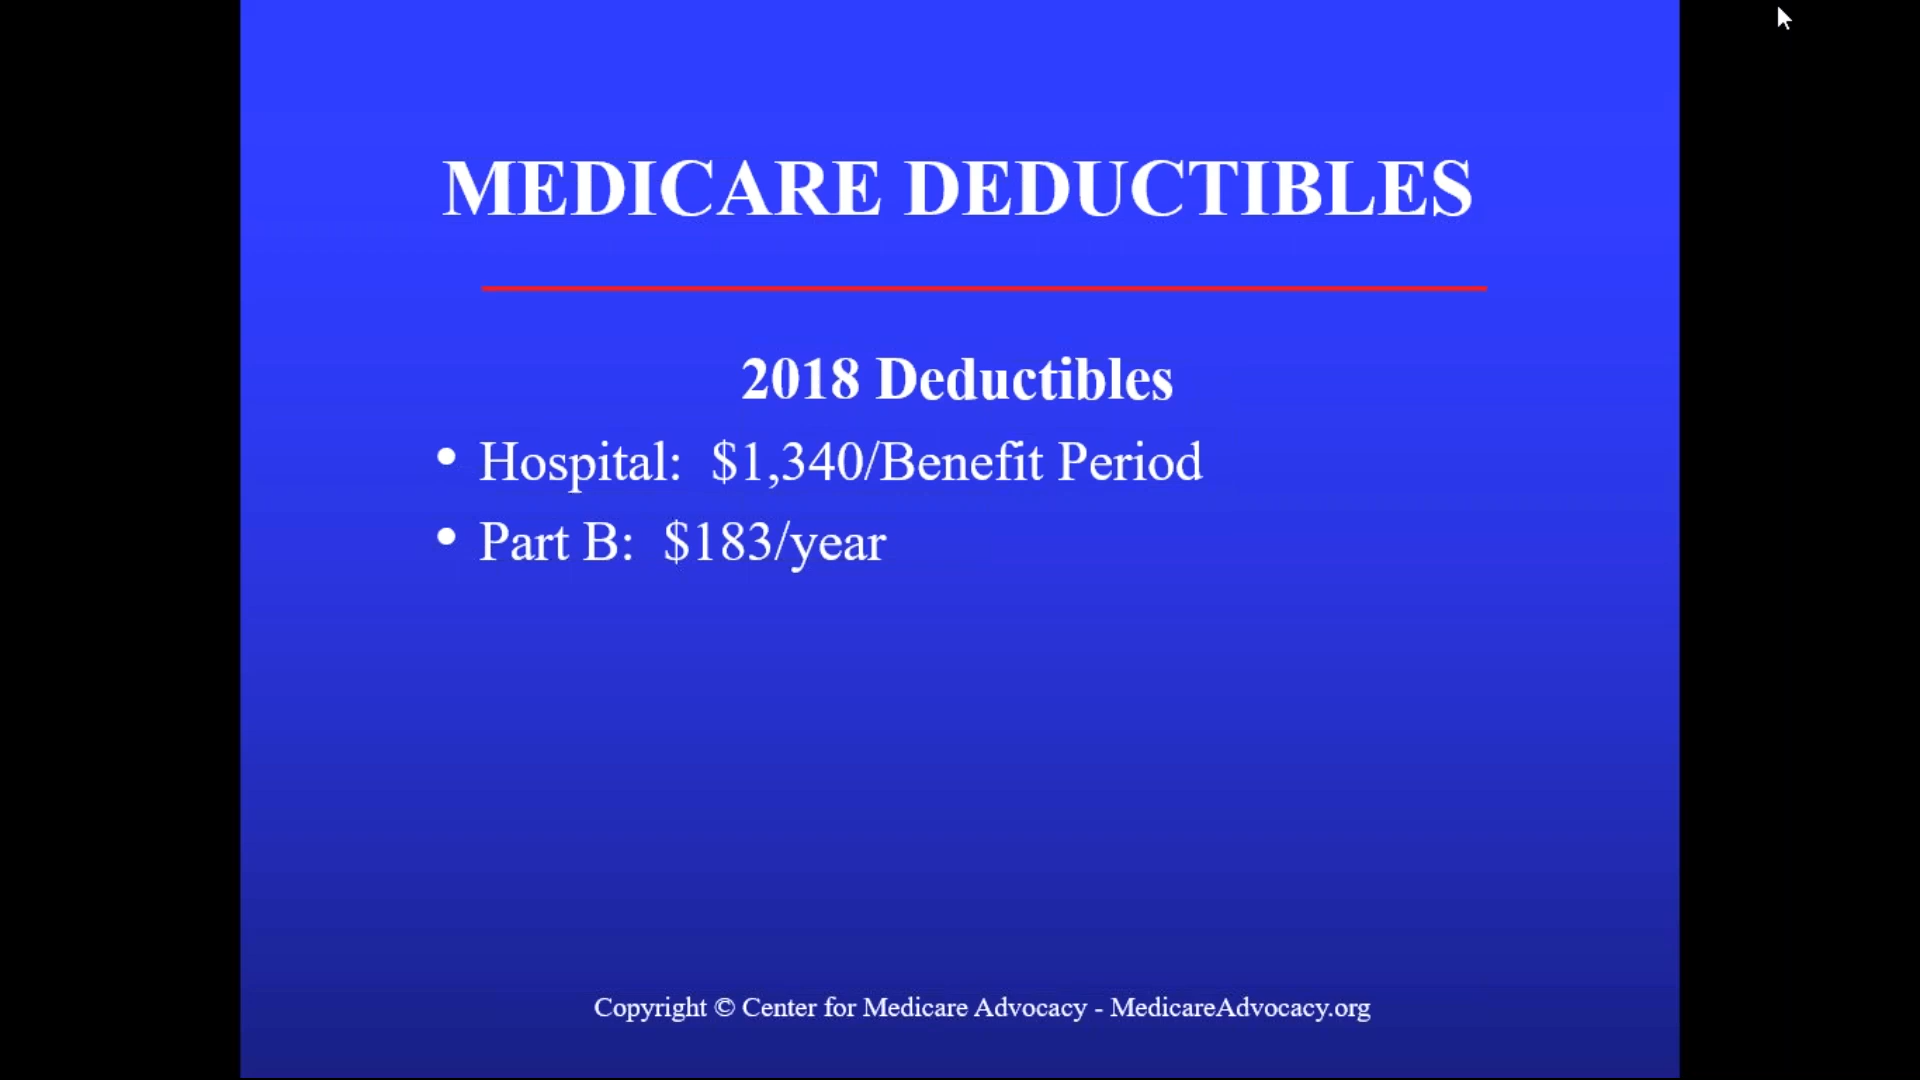 MEDICARE DEDUCTIBLES
2018 Deductibles
• Hospital: $1,340/Benefit Period
• Part B: $183/year
Copyright © Center for Medicare Advocacy - MedicareAdvocacy.org